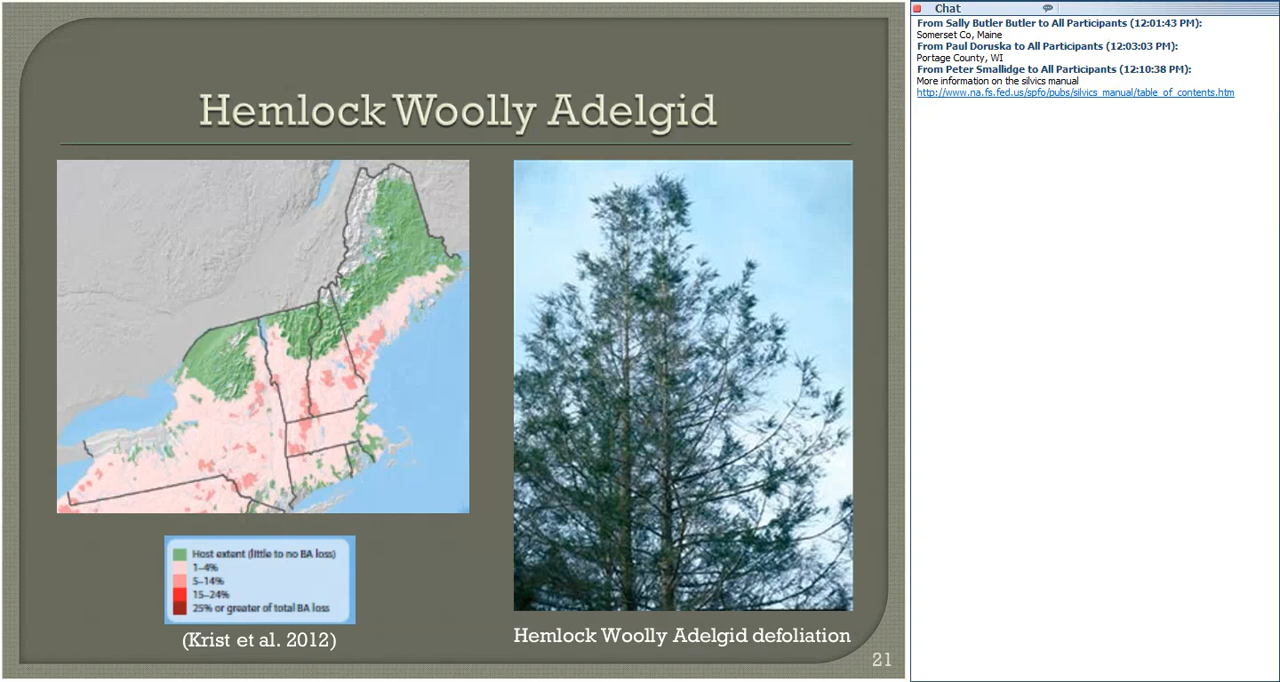 Hemlock Woolly Adelgid
Host extent (little to no BA loss)
1–4%
5–14%
15–24%
25% or greater of total BA loss
(Krist et al. 2012)
Hemlock Woolly Adelgid defoliation
21
Chat
From Sally Butler Butler to All Participants (12:01:43 PM):
Somerset Co, Maine
From Paul Doruska to All Participants (12:03:03 PM):
Portage County, WI
From Peter Smallidge to All Participants (12:10:38 PM):
More information on the silvics manual
http://www.na.fs.fed.us/spfo/pubs/silvics_manual/table_of_contents.htm